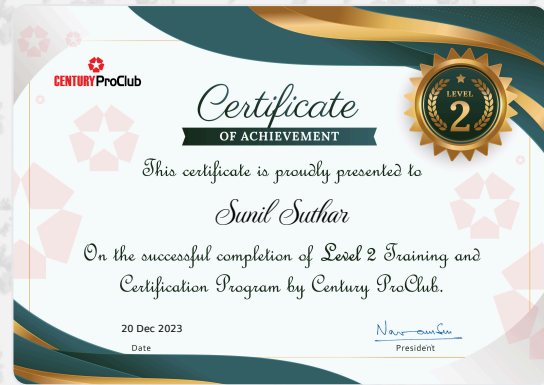 CENTURY ProClub
LEVEL
2
Certificate
OF ACHIEVEMENT
This certificate is proudly presented to
Sunil Suthar
On the successful completion of Level 2 Training and
Certification Program by Century ProClub.
20 Dec 2023
Date
President